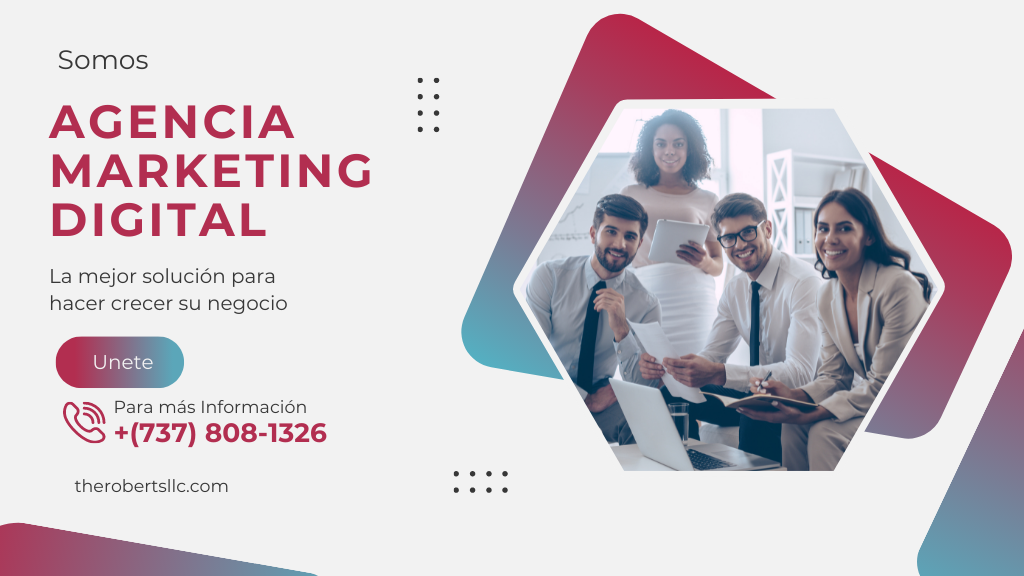 Somos
AGENCIA
MARKETING
DIGITAL
La mejor solución para
hacer crecer su negocio
Unete
Para más Información
+(737) 808-1326
therobertsllc.com